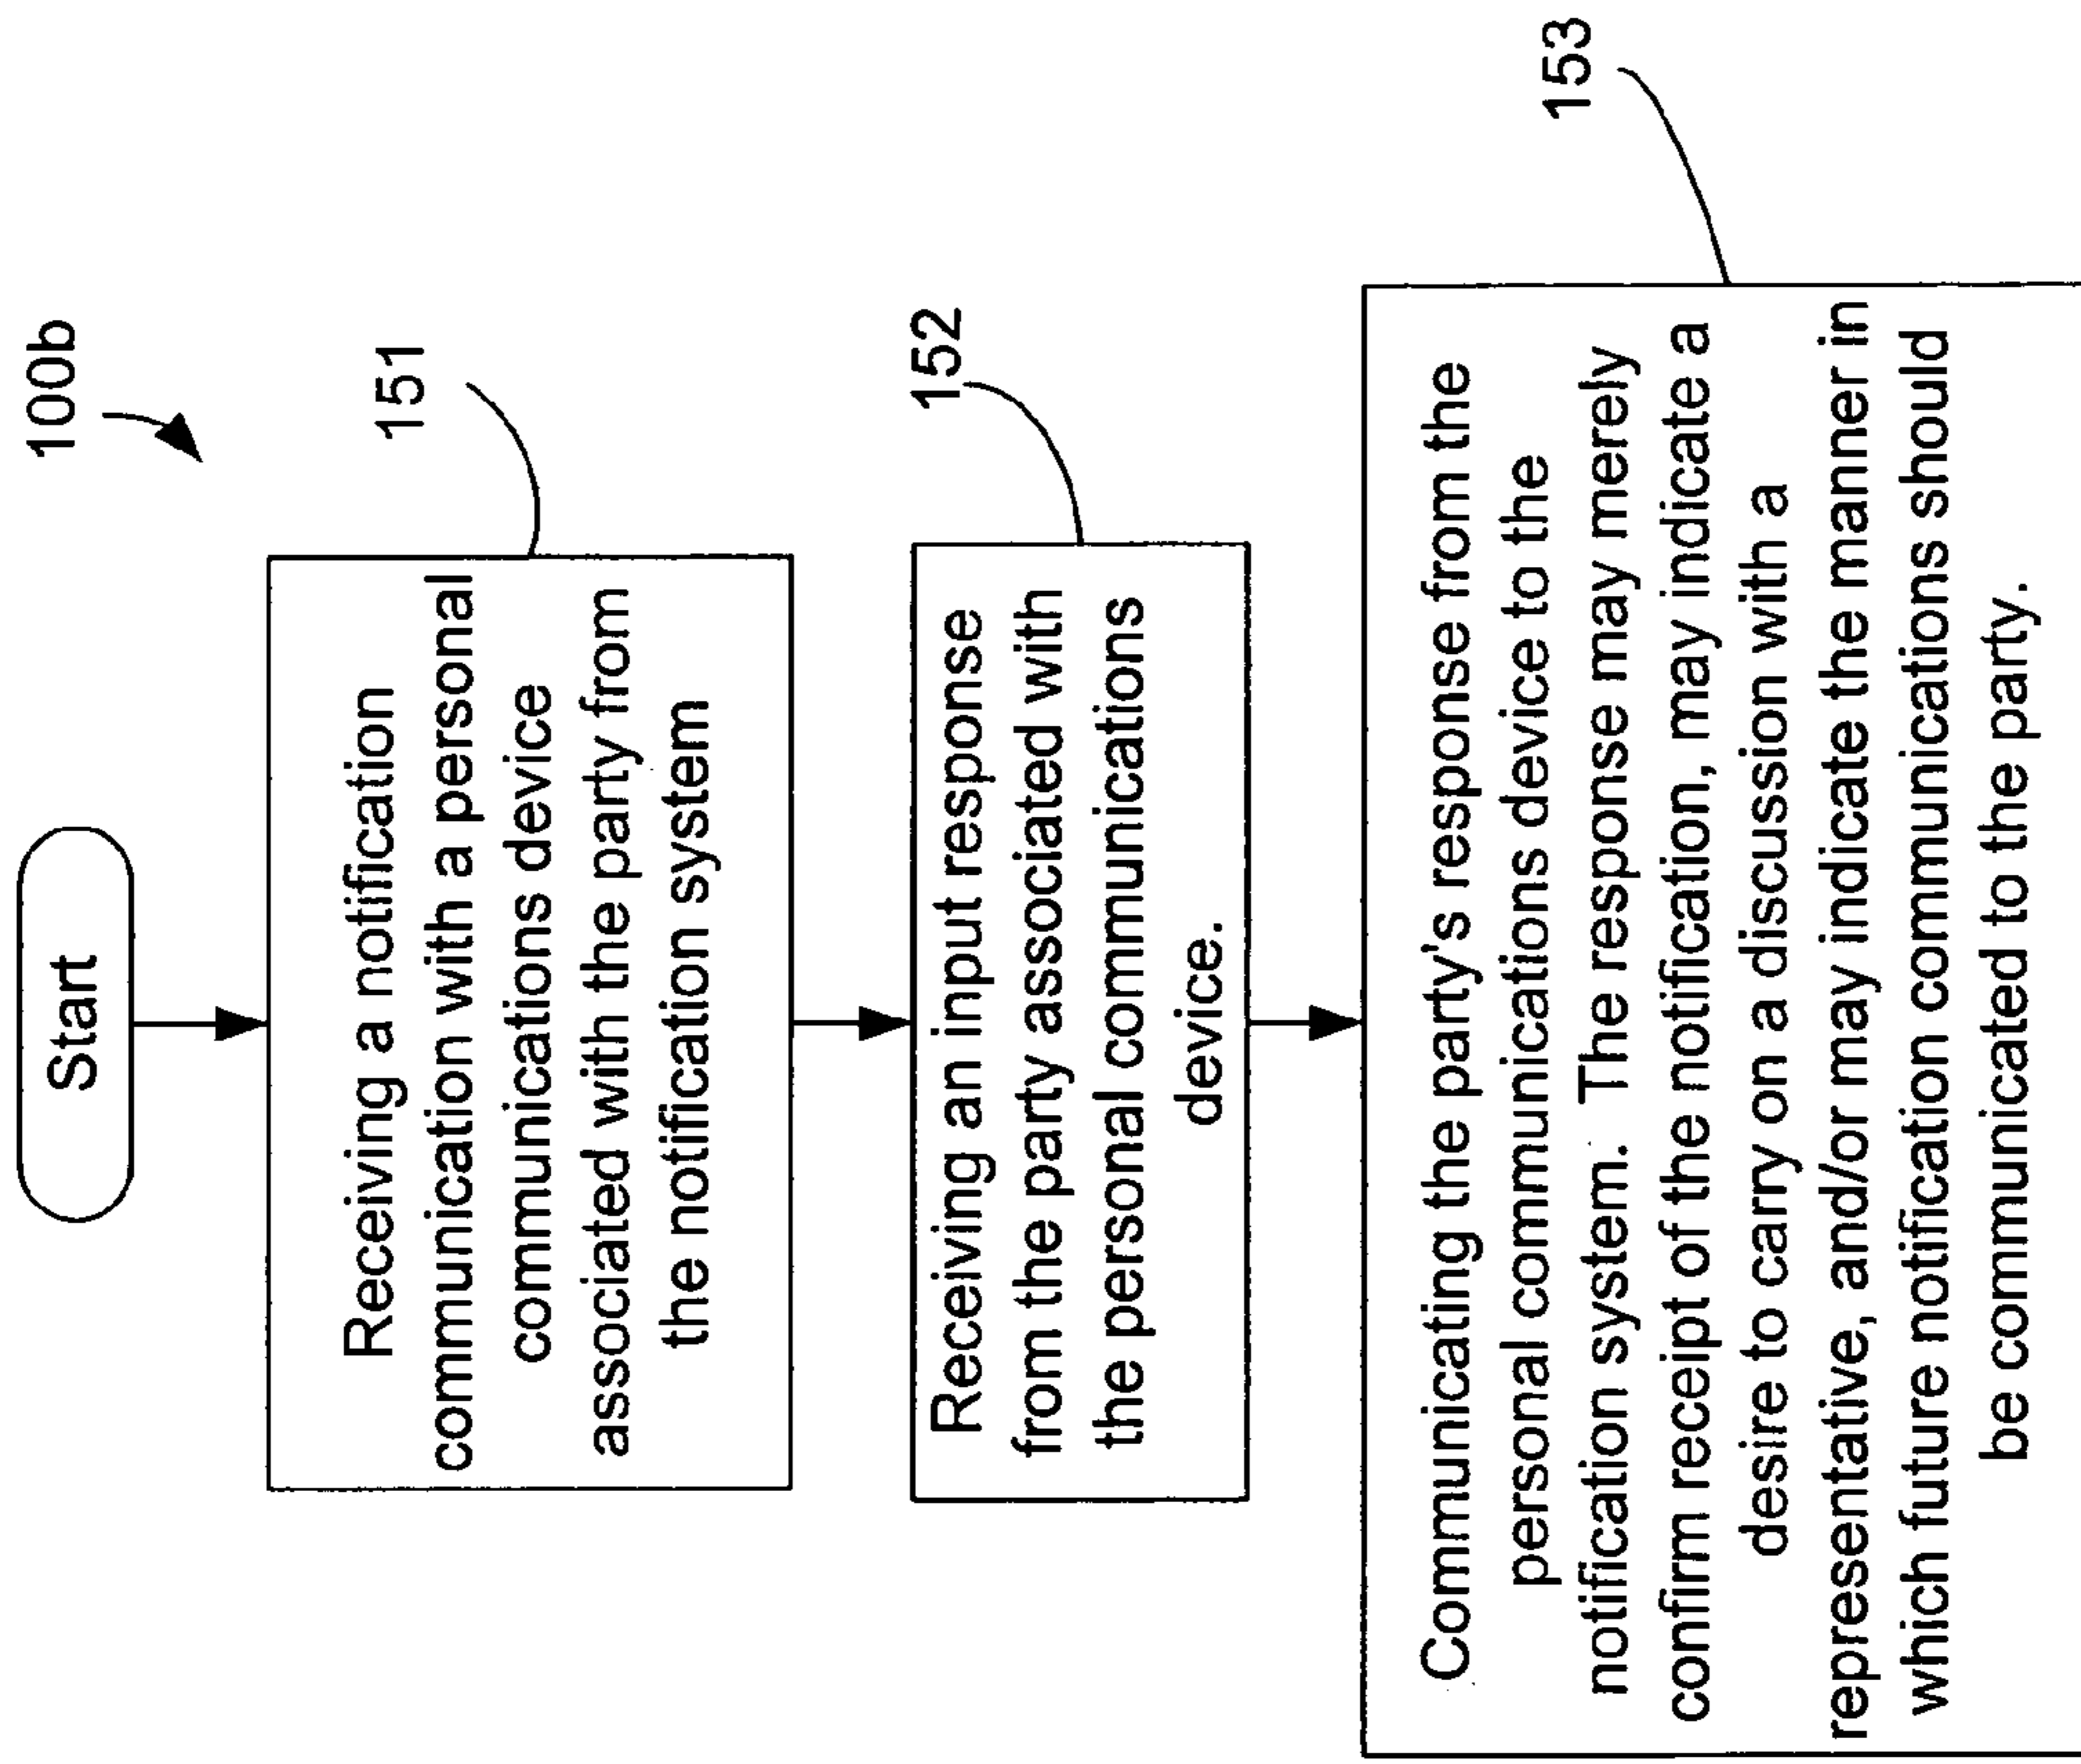 100b
Start
151
Receiving a notification
communication with a personal
communications device
associated with the party from
the notification system
152
Receiving an input response
from the party associated with
the personal communications
device.
153
Communicating the party's response from the
personal communications device to the
notification system. The response may merely
confirm receipt of the notification, may indicate a
desire to carry on a discussion with a
representative, and/or may indicate the manner in
which future notification communications should
be communicated to the party.